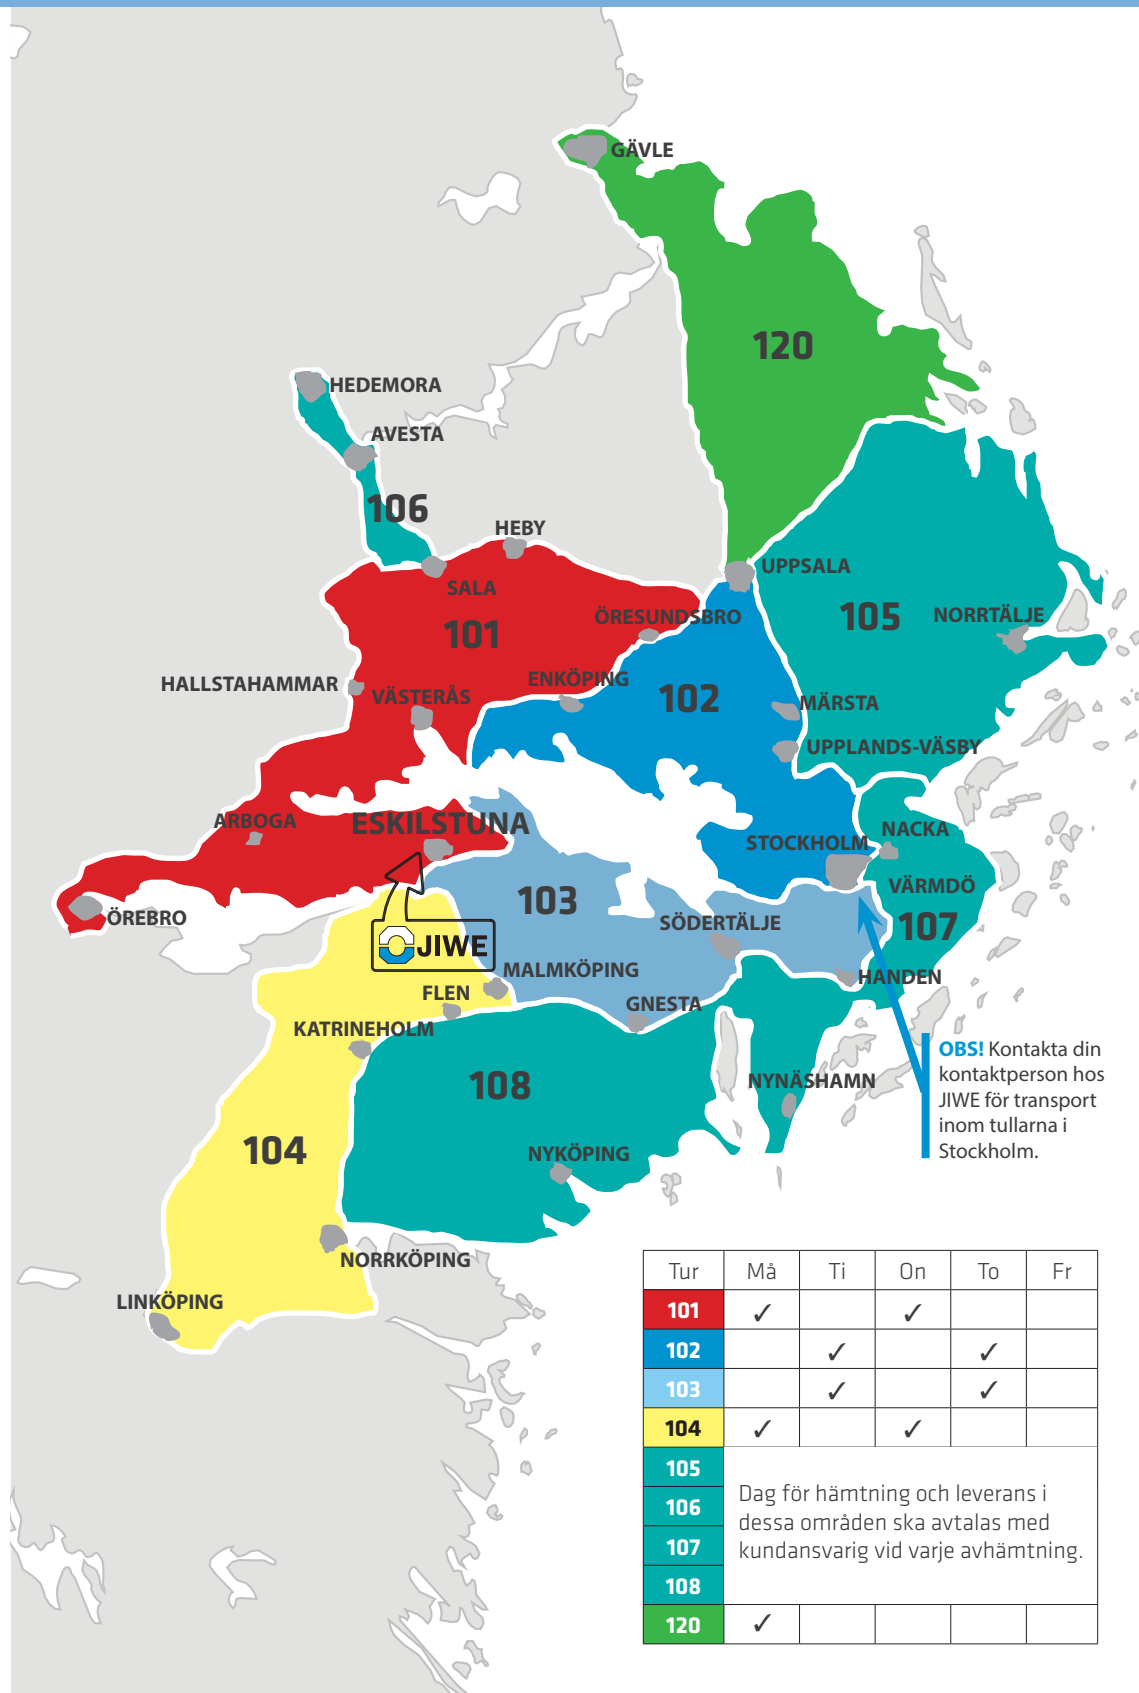 GÄVLE
120
HEDEMORA
AVESTA
106
HEBY
UPPSALA
SALA
105
ÖRESUNDSBRO
NORRTÄLJE
101
ENKÖPING
HALLSTAHAMMAR
VÄSTERÅS
102
MÄRSTA
UPPLANDS-VÄSBY
ARBOGA
ESKILSTUNA
NACKA
STOCKHOLM
VÄRMDÖ
103
ÖREBRO
SÖDERTÄLJE
107
JIWE
MALMKÖPING
HANDEN
FLEN
GNESTA
KATRINEHOLM
OBS! Kontakta din
kontaktperson hos
JIWE för transport
inom tullarna i
Stockholm.
108
NYNÄSHAMN
104
NYKÖPING
NORRKÖPING
LINKÖPING
Tur Må Ti On To Fr
101 ✓ ✓
102 ✓ ✓
103 ✓ ✓
104 ✓ ✓
105
106
107
108
Dag för hämtning och leverans i
dessa områden ska avtalas med
kundansvarig vid varje avhämtning.
120 ✓